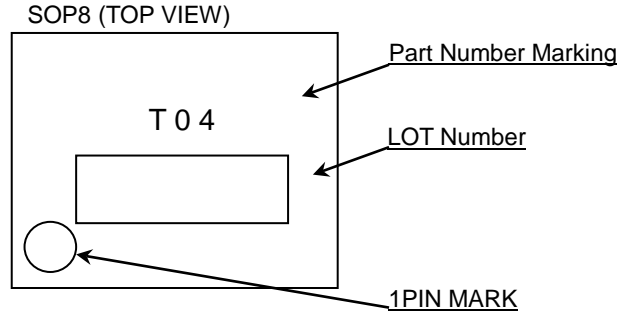 SOP8 (TOP VIEW)
Part Number Marking
T 0 4
LOT Number
1PIN MARK